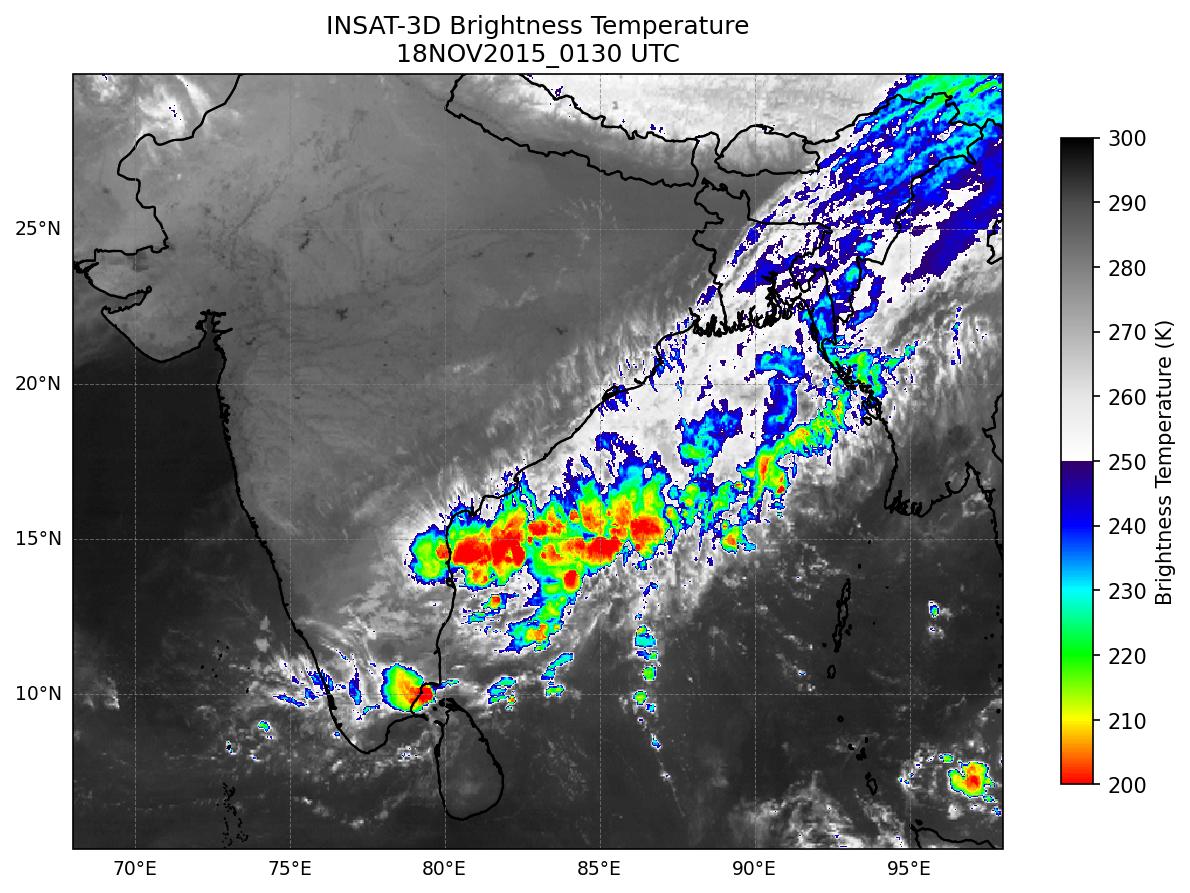 INSAT-3D Brightness Temperature
18NOV2015_0130 UTC
25°N
20°N
15°N
10°N
70°E
75°E
80°E
85°E
90°E
95°E
300
290
280
270
260
250
240
230
220
210
200
Brightness Temperature (K)